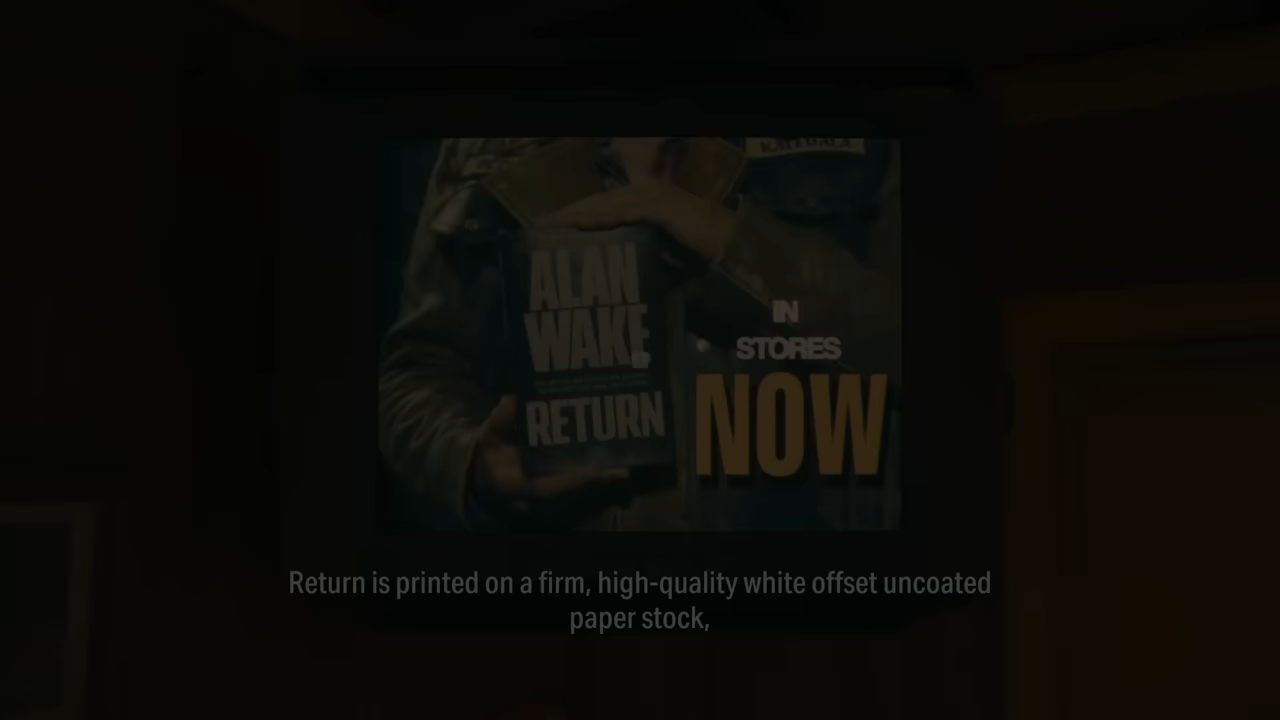 ALAN
WAKE
RETURN
IN
STORES
NOW
Return is printed on a firm, high-quality white offset uncoated
paper stock,